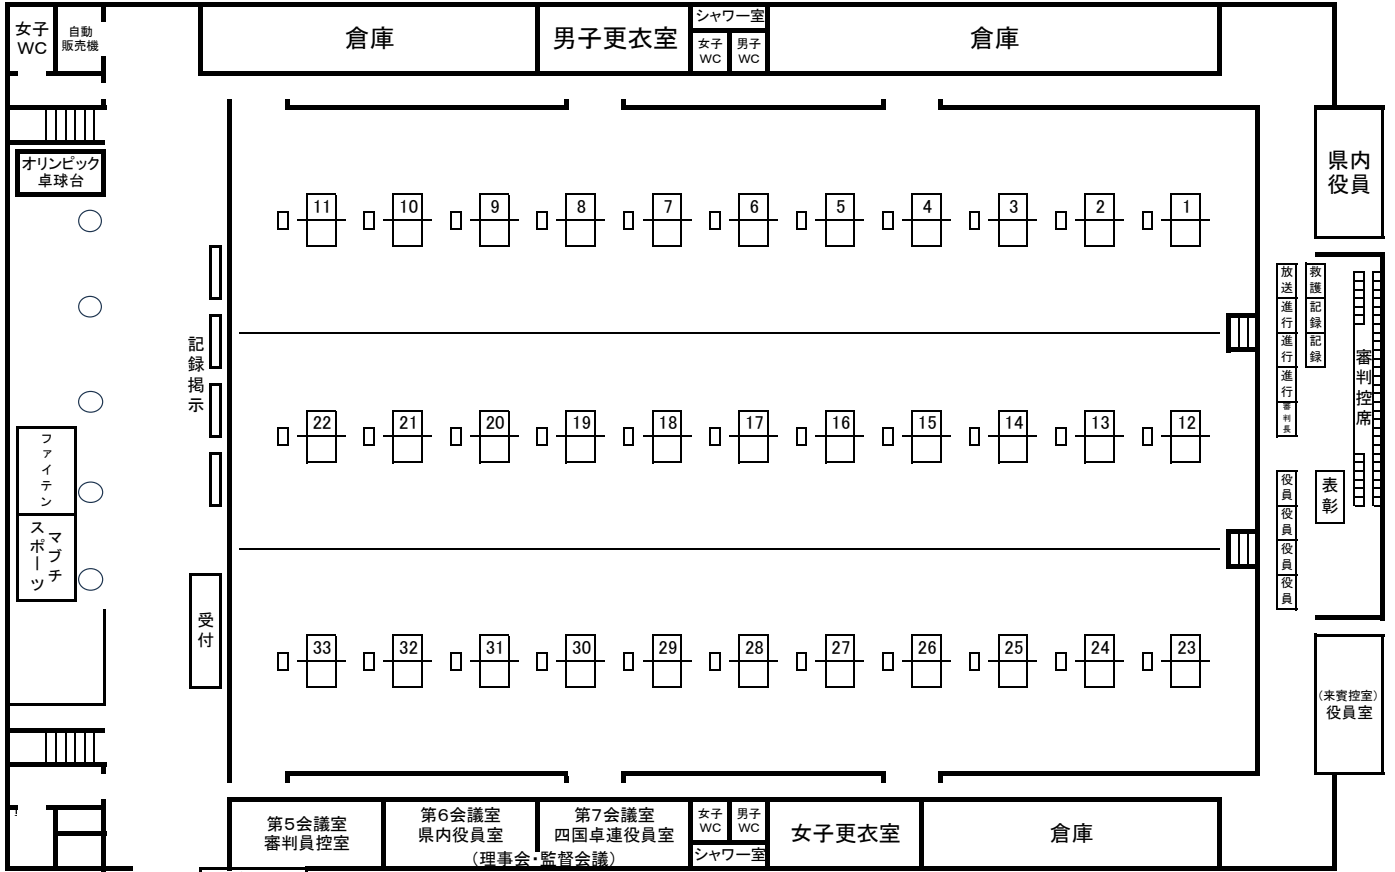 女子
WC
自動
販売機
倉庫
男子更衣室
シャワー室
女子
WC
男子
WC
倉庫
オリンピック
卓球台
県内
役員
11
10
9
8
7
6
5
4
3
2
1
放送
進行
進行
進行
審判長
救護
記録
記録
審判控席
記録掲示
22
21
20
19
18
17
16
15
14
13
12
ファイテン
マブチ
スポーツ
役員
役員
役員
役員
表彰
受付
33
32
31
30
29
28
27
26
25
24
23
(来賓控室)
役員室
第5会議室
審判員控室
第6会議室
県内役員室
第7会議室
四国卓連役員室
(理事会・監督会議)
女子
WC
男子
WC
シャワー室
女子更衣室
倉庫